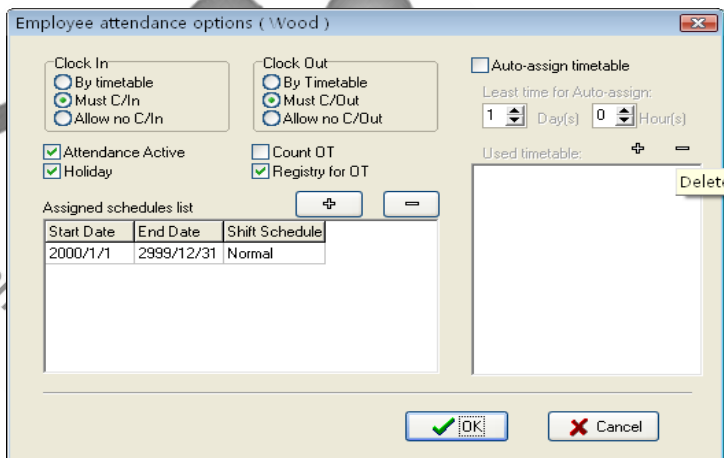 Employee attendance options ( Wood )
Clock In
By timetable
Must C/In
Allow no C/In
Clock Out
By Timetable
Must C/Out
Allow no C/Out
Attendance Active
Holiday
Count OT
Registry for OT
Assigned schedules list
Start Date End Date Shift Schedule
2000/1/1 2999/12/31 Normal
Auto-assign timetable
Least time for Auto-assign:
1 Day(s) 0 Hour(s)
Used timetable:
Delete
OK Cancel